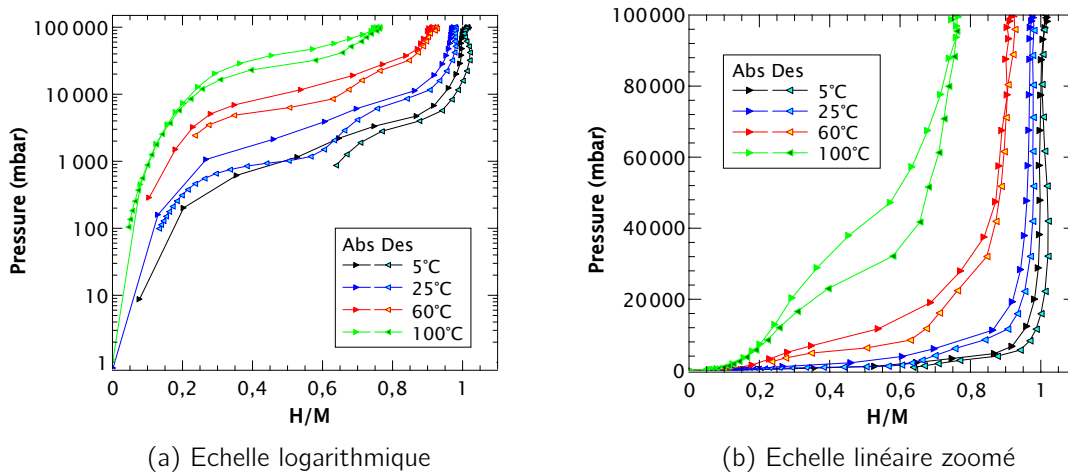 100 000
10 000
1 000
100
10
1
Pressure (mbar)
0
0,2
0,4
0,6
0,8
1
H/M
Abs Des
5°C
25°C
60°C
100°C
(a) Echelle logarithmique
100000
80000
60000
40000
20000
0
Pressure (mbar)
0
0,2
0,4
0,6
0,8
1
H/M
Abs Des
5°C
25°C
60°C
100°C
(b) Echelle linéaire zoomé